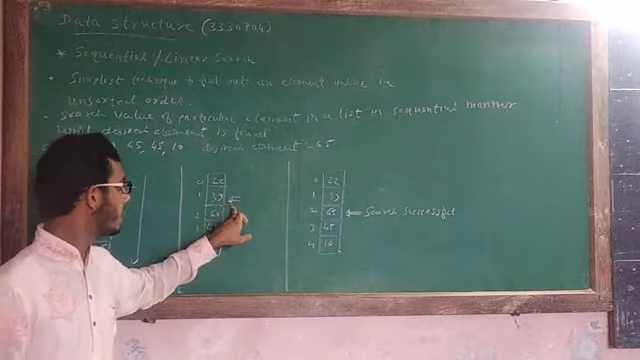 Data structure (3330704)
* Sequential / Linear Search
• Simplest technique to find out an element value in
unsorted order.
• Search value of particular element in a list in sequential manner
until desired element is found
65, 45, 10 desired element = 65
0 22
1 39 ⇐
2 65
0 22
1 39
2 65 ⇐ Search Successful
3 45
4 10